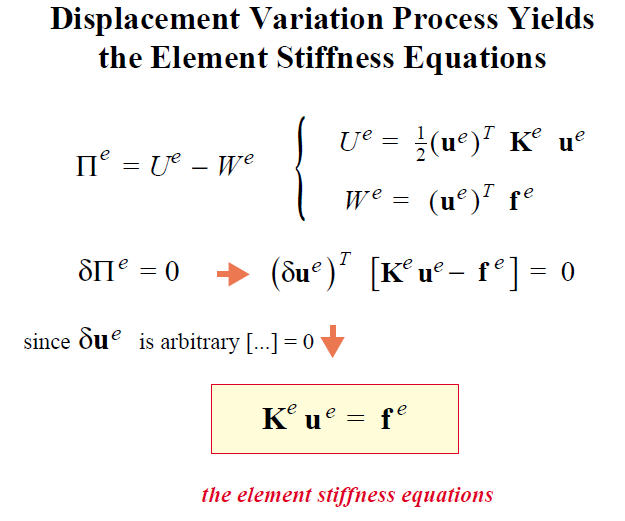 Displacement Variation Process Yields
the Element Stiffness Equations
Uᵉ = ½(𝐮ᵉ)ᵀ 𝐊ᵉ 𝐮ᵉ
Πᵉ = Uᵉ – Wᵉ {
Wᵉ = (𝐮ᵉ)ᵀ 𝐟ᵉ
δΠᵉ = 0 → (δ𝐮ᵉ)ᵀ [𝐊ᵉ 𝐮ᵉ – 𝐟ᵉ] = 0
since δ𝐮ᵉ is arbitrary [...] = 0 ↓
𝐊ᵉ 𝐮ᵉ = 𝐟ᵉ
the element stiffness equations